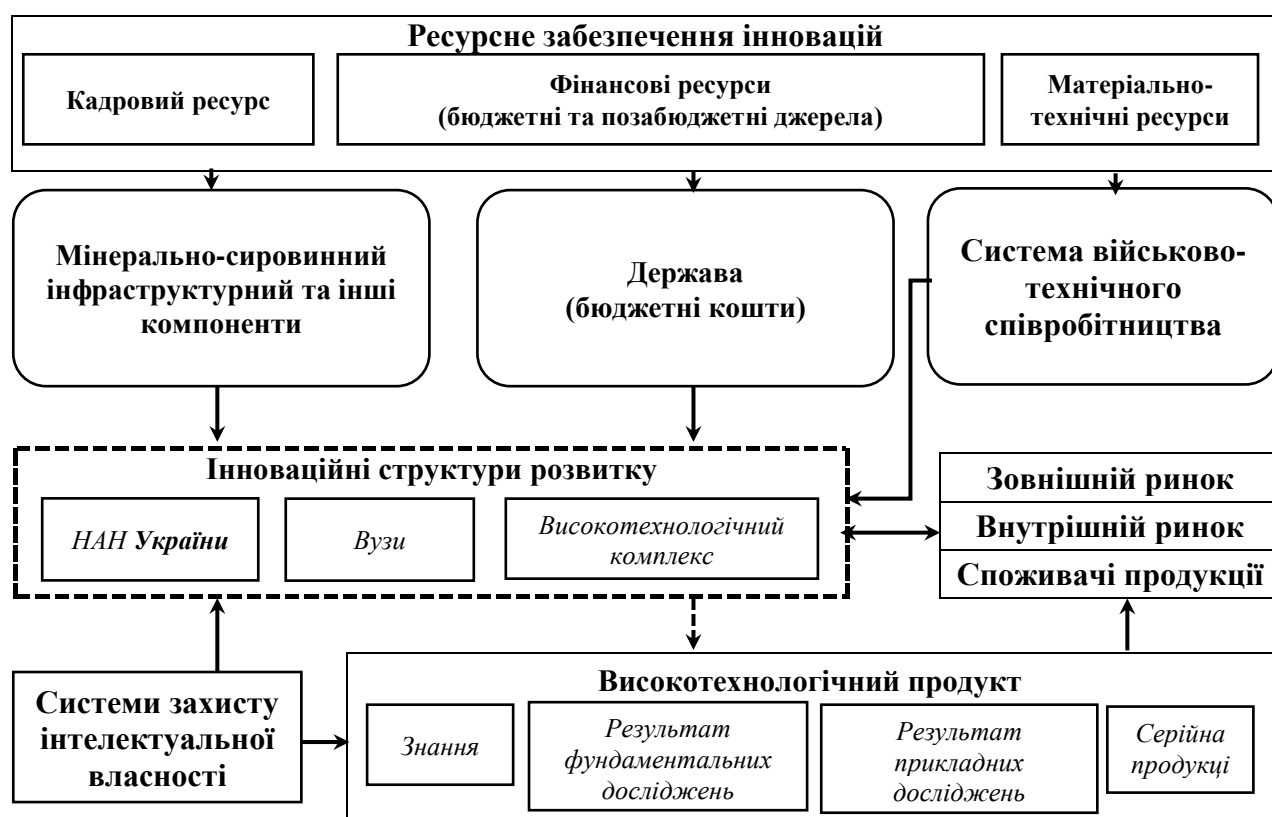 Ресурсне забезпечення інновацій
Кадровий ресурс
Фінансові ресурси
(бюджетні та позабюджетні джерела)
Матеріально-
технічні ресурси
Мінерально-сировинний
інфраструктурний та інші
компоненти
Держава
(бюджетні кошти)
Система військово-
технічного
співробітництва
Інноваційні структури розвитку
НАН України
Вузи
Високотехнологічний
комплекс
Зовнішній ринок
Внутрішній ринок
Споживачі продукції
Системи захисту
інтелектуальної
власності
Високотехнологічний продукт
Знання
Результат
фундаментальних
досліджень
Результат
прикладних
досліджень
Серійна
продукці